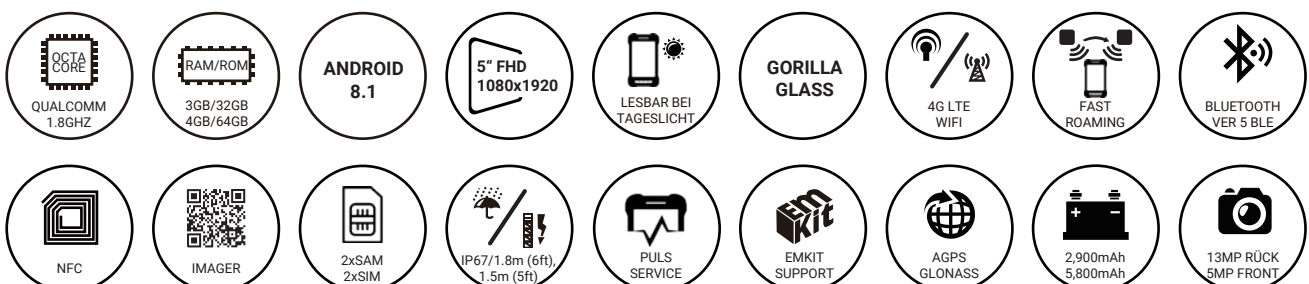 OCTA
CORE
QUALCOMM
1.8GHZ
RAM/ROM
3GB/32GB
4GB/64GB
ANDROID
8.1
5“ FHD
1080x1920
LESBAR BEI
TAGESLICHT
GORILLA
GLASS
4G LTE
WIFI
FAST
ROAMING
BLUETOOTH
VER 5 BLE
NFC
IMAGER
2xSAM
2xSIM
IP67/1.8m (6ft),
1.5m (5ft)
PULS
SERVICE
Em
Kit
EMKIT
SUPPORT
AGPS
GLONASS
2,900mAh
5,800mAh
13MP RÜCK
5MP FRONT